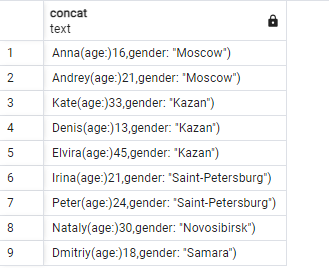 concat
text
1 Anna(age:)16,gender: "Moscow")
2 Andrey(age:)21,gender: "Moscow")
3 Kate(age:)33,gender: "Kazan")
4 Denis(age:)13,gender: "Kazan")
5 Elvira(age:)45,gender: "Kazan")
6 Irina(age:)21,gender: "Saint-Petersburg")
7 Peter(age:)24,gender: "Saint-Petersburg")
8 Nataly(age:)30,gender: "Novosibirsk")
9 Dmitriy(age:)18,gender: "Samara")